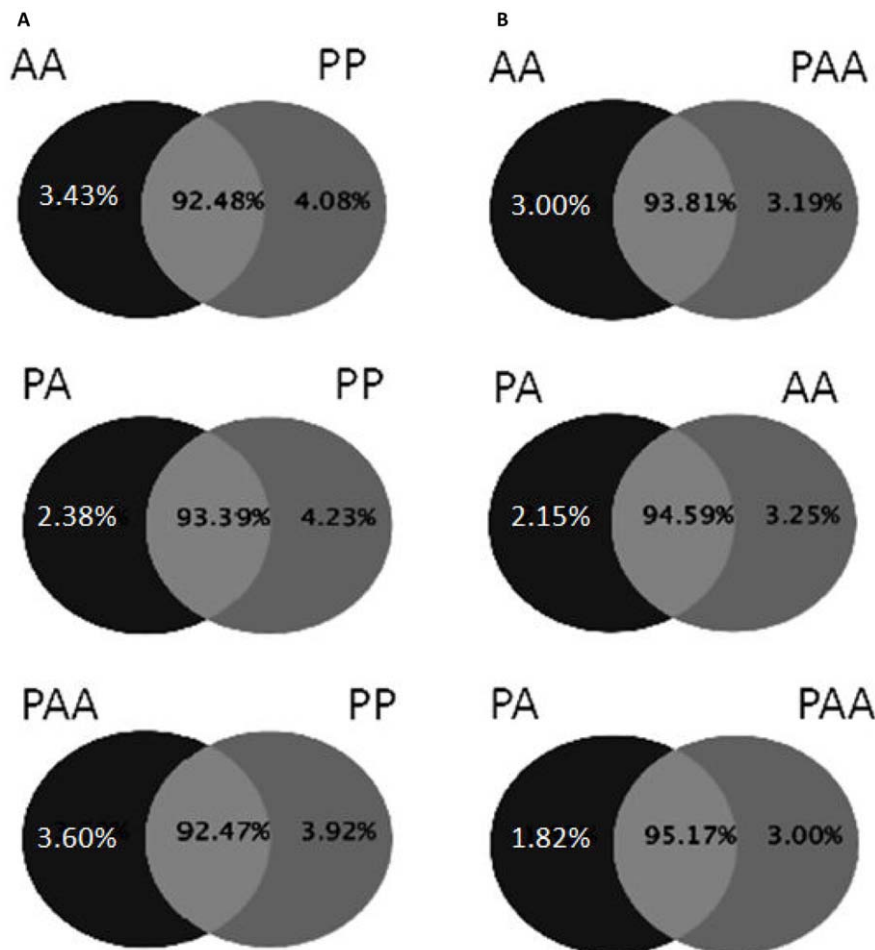 A
AA PP
3.43% 92.48% 4.08%
PA PP
2.38% 93.39% 4.23%
PAA PP
3.60% 92.47% 3.92%
B
AA PAA
3.00% 93.81% 3.19%
PA AA
2.15% 94.59% 3.25%
PA PAA
1.82% 95.17% 3.00%